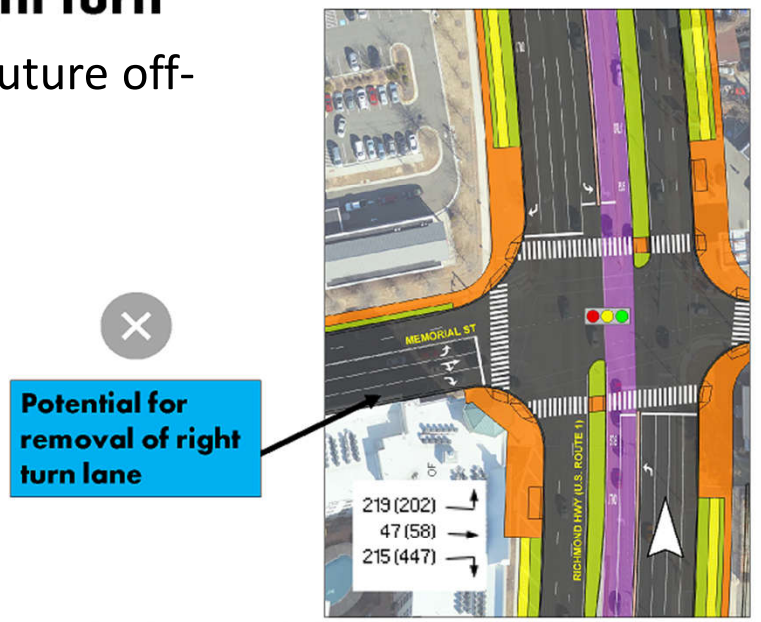 uture off-
MEMORIAL ST
Potential for
removal of right
turn lane
RICHMOND HWY (U.S. ROUTE 1)
OF
219 (202)
47 (58)
215 (447)